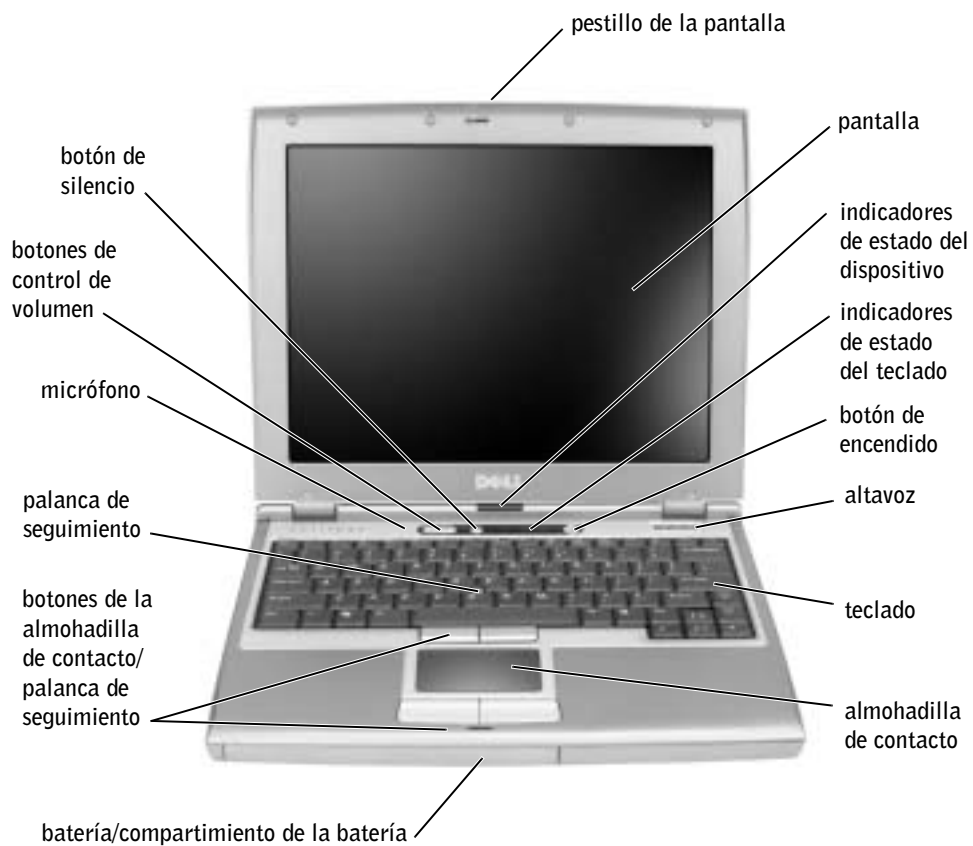 pestillo de la pantalla
pantalla
botón de
silencio
indicadores
de estado del
dispositivo
botones de
control de
volumen
indicadores
de estado
del teclado
micrófono
botón de
encendido
DELL
palanca de
seguimiento
altavoz
botones de la
almohadilla
de contacto/
palanca de
seguimiento
teclado
almohadilla
de contacto
batería/compartimiento de la batería